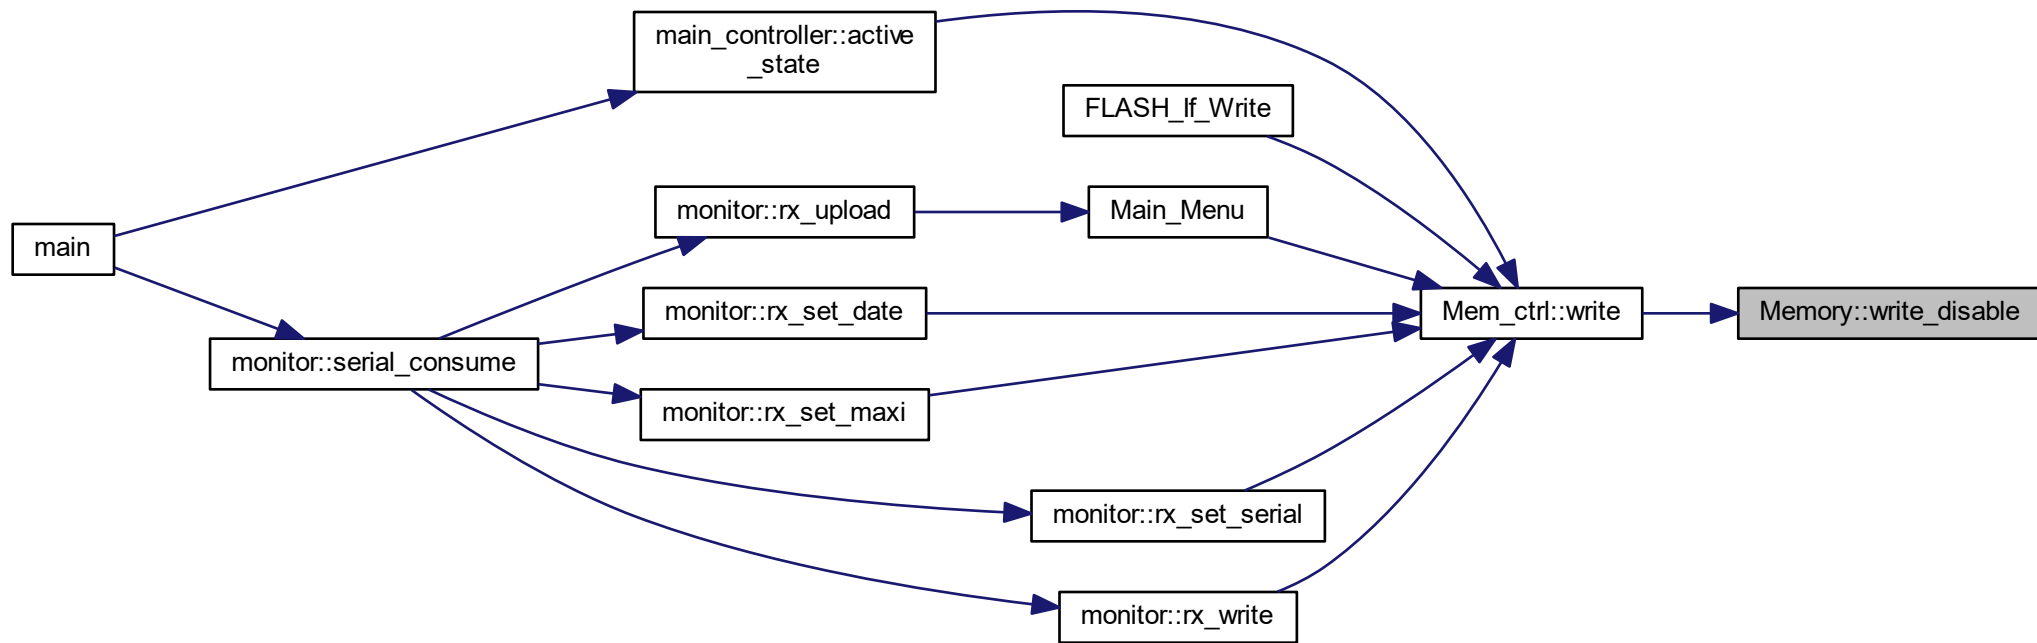 main_controller::active
_state
FLASH_If_Write
monitor::rx_upload
Main_Menu
main
monitor::rx_set_date
Mem_ctrl::write
Memory::write_disable
monitor::serial_consume
monitor::rx_set_maxi
monitor::rx_set_serial
monitor::rx_write